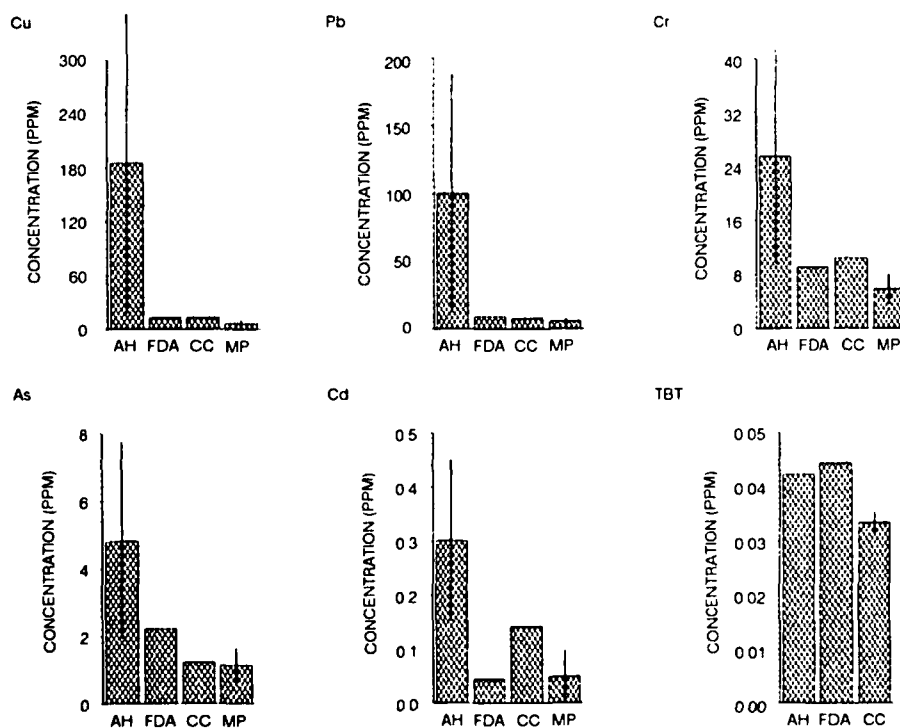 Cu
CONCENTRATION (PPM)
300
240
180
120
60
0
AH FDA CC MP
Pb
CONCENTRATION (PPM)
200
150
100
50
0
AH FDA CC MP
Cr
CONCENTRATION (PPM)
40
32
24
16
8
0
AH FDA CC MP
As
CONCENTRATION (PPM)
8
6
4
2
0
AH FDA CC MP
Cd
CONCENTRATION (PPM)
0.5
0.4
0.3
0.2
0.1
0.0
AH FDA CC MP
TBT
CONCENTRATION (PPM)
0.05
0.04
0.03
0.02
0.01
0.00
AH FDA CC